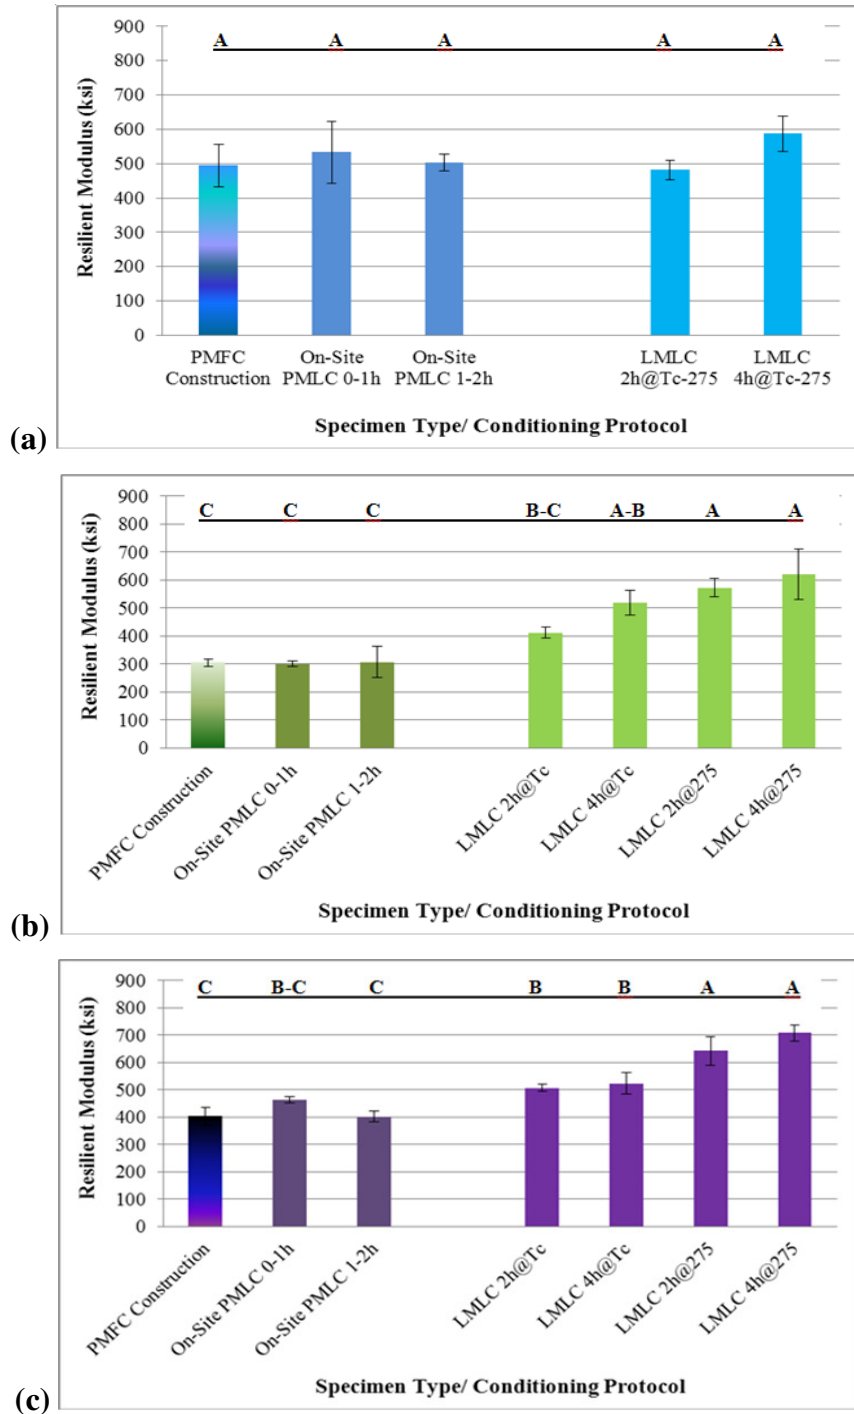 A A A A A
900
800
700
600
500
400
300
200
100
0
Resilient Modulus (ksi)
PMFC
Construction
On-Site
PMLC 0-1h
On-Site
PMLC 1-2h
LMLC
2h@Tc-275
LMLC
4h@Tc-275
Specimen Type/ Conditioning Protocol
(a)
C C C B-C A-B A A
900
800
700
600
500
400
300
200
100
0
Resilient Modulus (ksi)
PMFC Construction
On-Site PMLC 0-1h
On-Site PMLC 1-2h
LMLC 2h@Tc
LMLC 4h@Tc
LMLC 2h@275
LMLC 4h@275
Specimen Type/ Conditioning Protocol
(b)
C B-C C B B A A
900
800
700
600
500
400
300
200
100
0
Resilient Modulus (ksi)
PMFC Construction
On-Site PMLC 0-1h
On-Site PMLC 1-2h
LMLC 2h@Tc
LMLC 4h@Tc
LMLC 2h@275
LMLC 4h@275
Specimen Type/ Conditioning Protocol
(c)